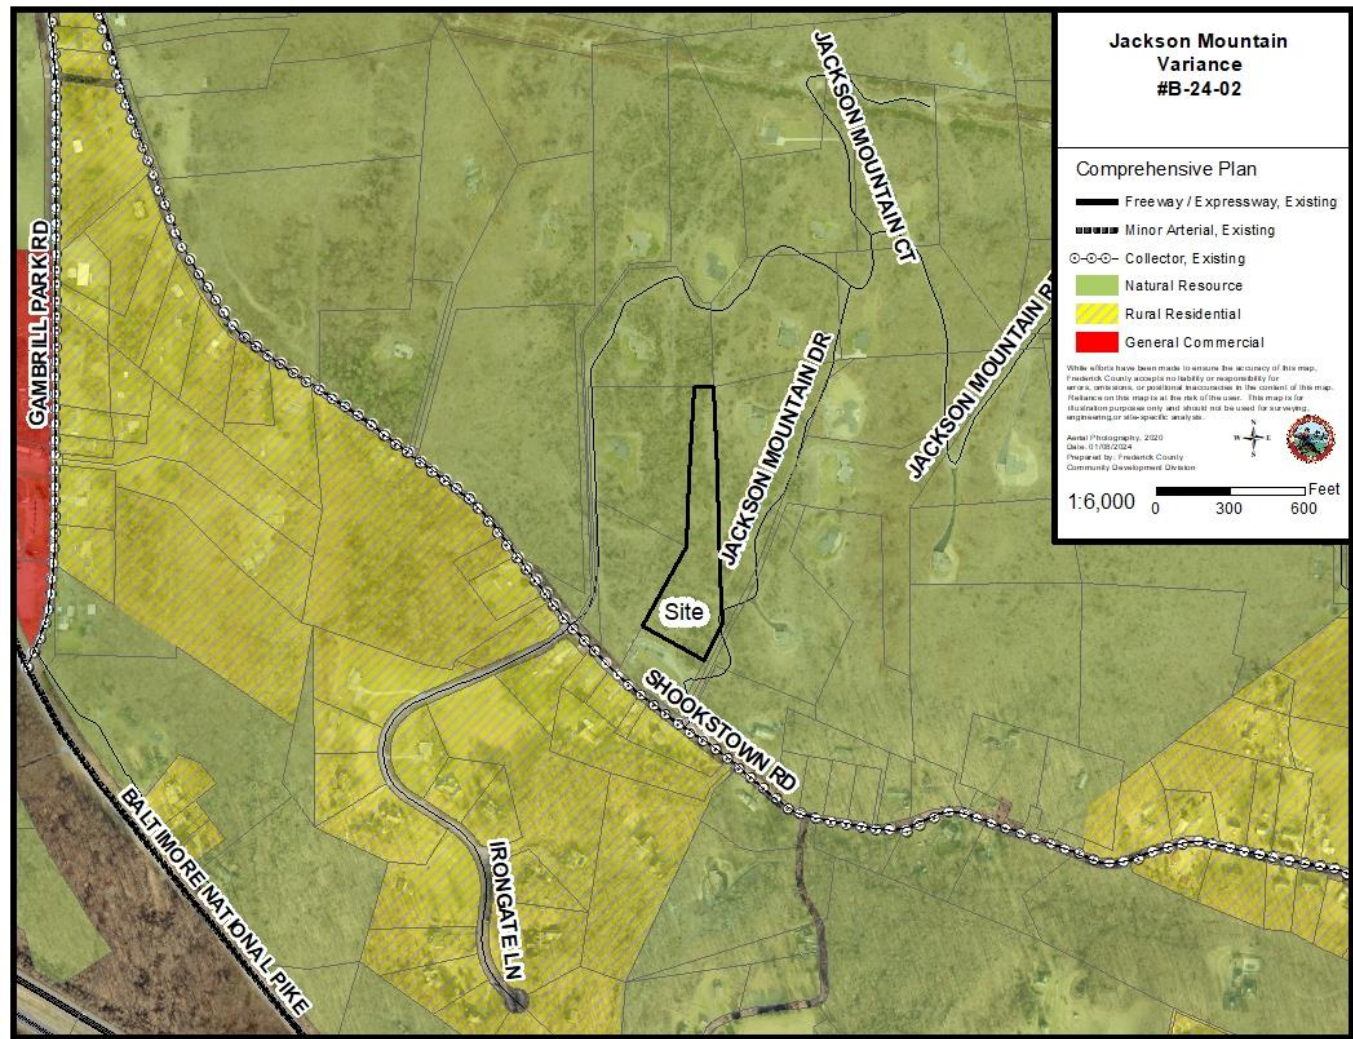 Jackson Mountain
Variance
#B-24-02
Comprehensive Plan
Freeway / Expressway, Existing
Minor Arterial, Existing
Collector, Existing
Natural Resource
Rural Residential
General Commercial
While efforts have been made to ensure the accuracy of this map,
Frederick County accepts no liability or responsibility for
errors, omissions, or positional inaccuracies in the content of this map.
Reliance on this map is at the risk of the user. This map is for
illustration purposes only and should not be used for surveying,
engineering, or site-specific analysis.
Aerial Photography, 2020
Date: 01/08/2024
Prepared by: Frederick County
Community Development Division
N
W E
S
1:6,000
Feet
0 300 600
JACKSON MOUNTAIN CT
GAMBRILL PARK RD
JACKSON MOUNTAIN DR
JACKSON MOUNTAIN R
Site
SHOOKSTOWN RD
BALTIMORE NATIONAL PIKE
IRONGATE LN